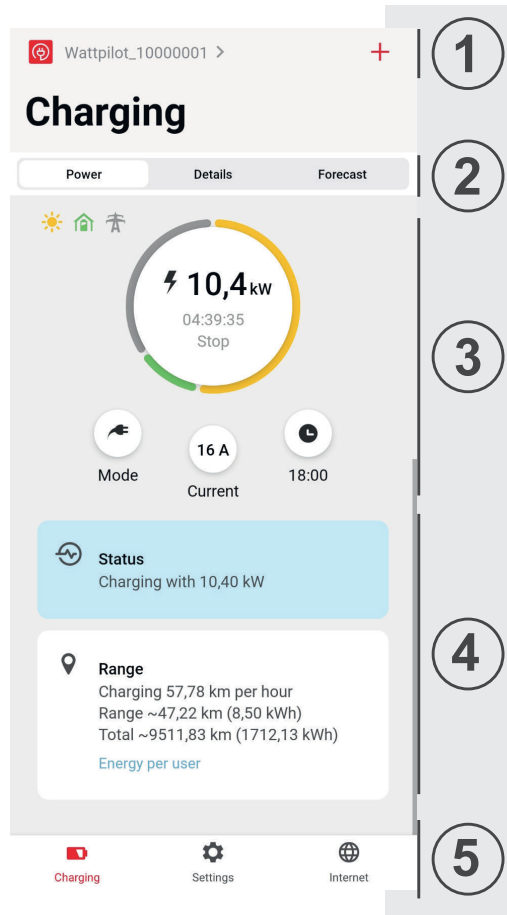 Wattpilot_10000001 >
+
1
Charging
Power Details Forecast
2
10,4 kW
04:39:35
Stop
3
Mode
16 A
Current
18:00
Status
Charging with 10,40 kW
Range
Charging 57,78 km per hour
Range ~47,22 km (8,50 kWh)
Total ~9511,83 km (1712,13 kWh)
Energy per user
4
Charging Settings Internet
5